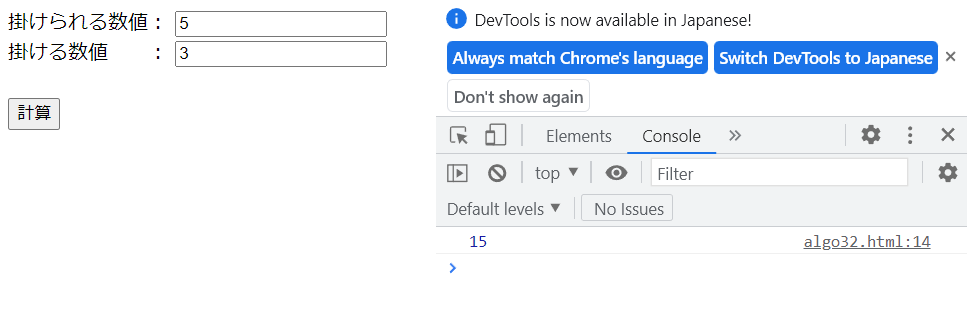 掛けられる数値： 5
掛ける数値　　： 3
計算
DevTools is now available in Japanese!
Always match Chrome's language Switch DevTools to Japanese
Don't show again
Elements Console
top Filter
Default levels No Issues
15 algo32.html:14